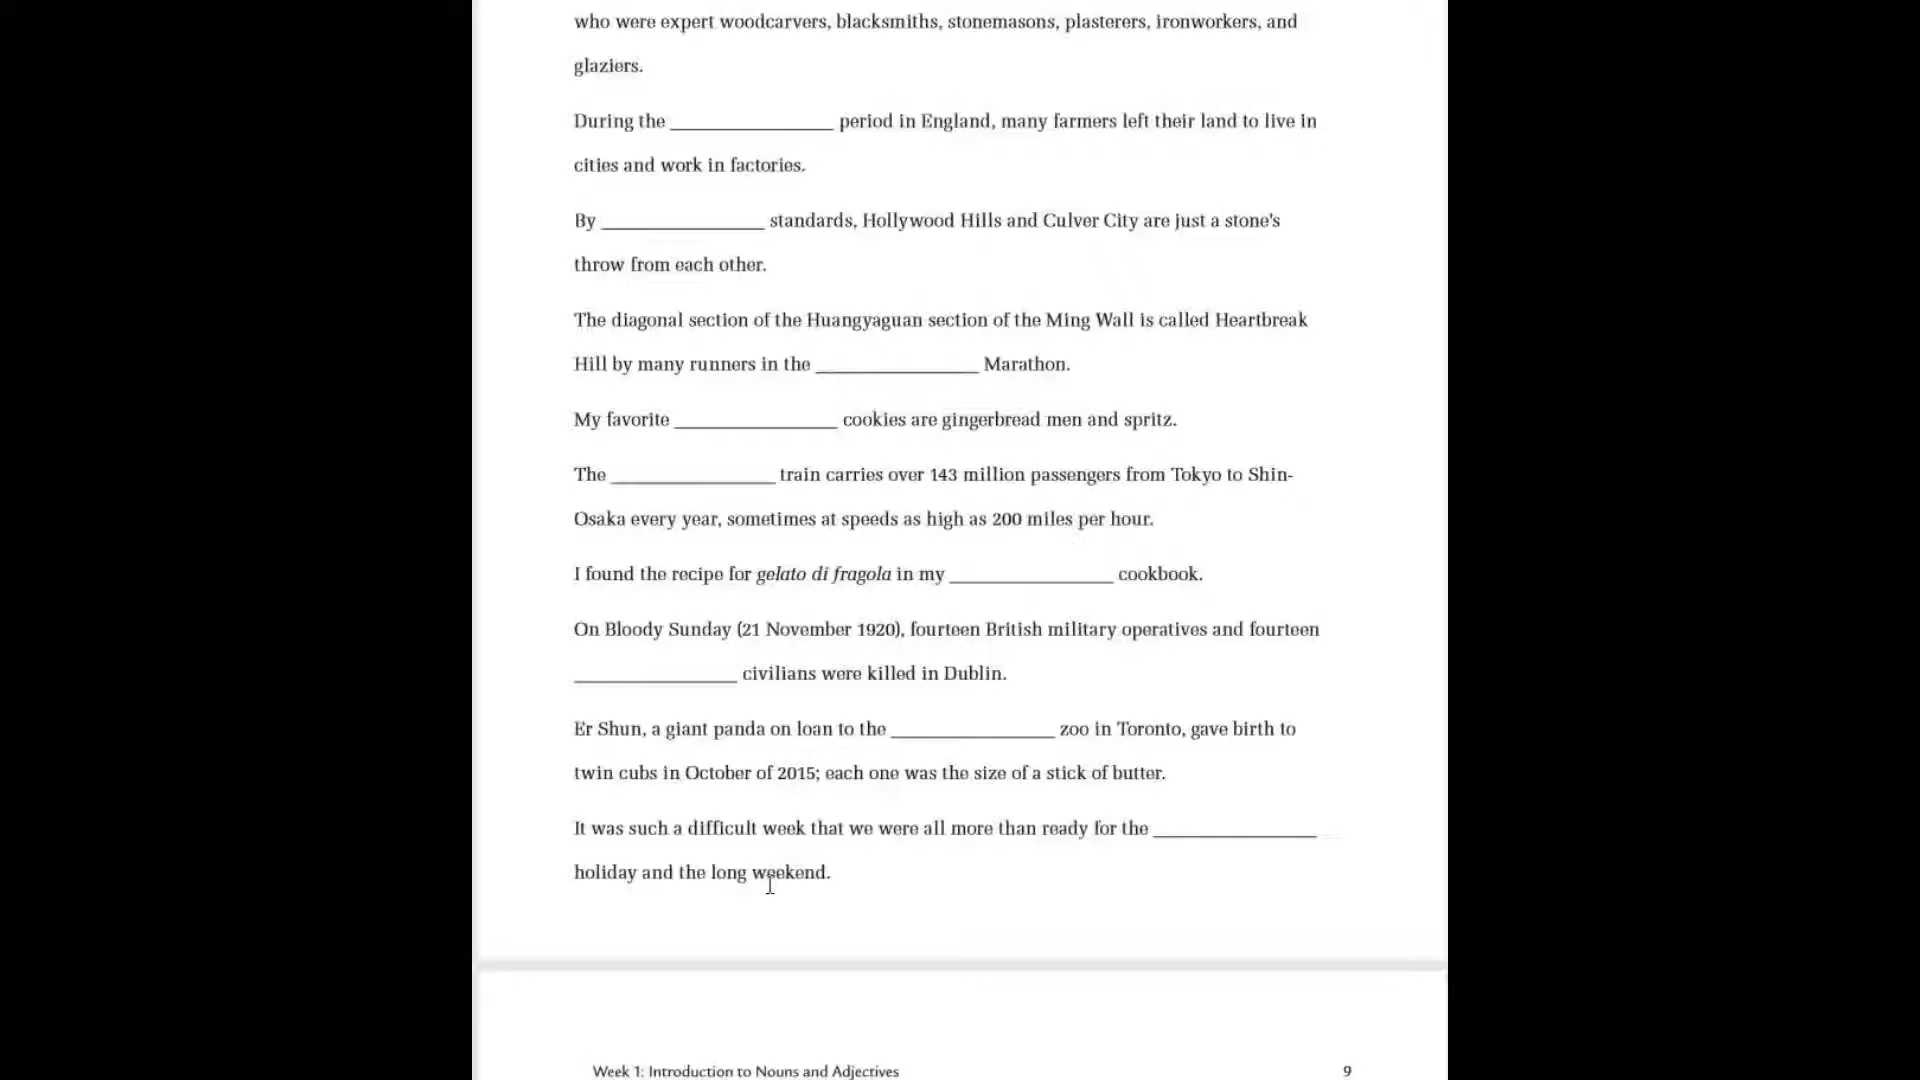 who were expert woodcarvers, blacksmiths, stonemasons, plasterers, ironworkers, and
glaziers.
During the ________________ period in England, many farmers left their land to live in
cities and work in factories.
By ________________ standards, Hollywood Hills and Culver City are just a stone's
throw from each other.
The diagonal section of the Huangyaguan section of the Ming Wall is called Heartbreak
Hill by many runners in the ________________ Marathon.
My favorite ________________ cookies are gingerbread men and spritz.
The ________________ train carries over 143 million passengers from Tokyo to Shin-
Osaka every year, sometimes at speeds as high as 200 miles per hour.
I found the recipe for gelato di fragola in my ________________ cookbook.
On Bloody Sunday (21 November 1920), fourteen British military operatives and fourteen
________________ civilians were killed in Dublin.
Er Shun, a giant panda on loan to the ________________ zoo in Toronto, gave birth to
twin cubs in October of 2015; each one was the size of a stick of butter.
It was such a difficult week that we were all more than ready for the ________________
holiday and the long weekend.
Week 1: Introduction to Nouns and Adjectives 9